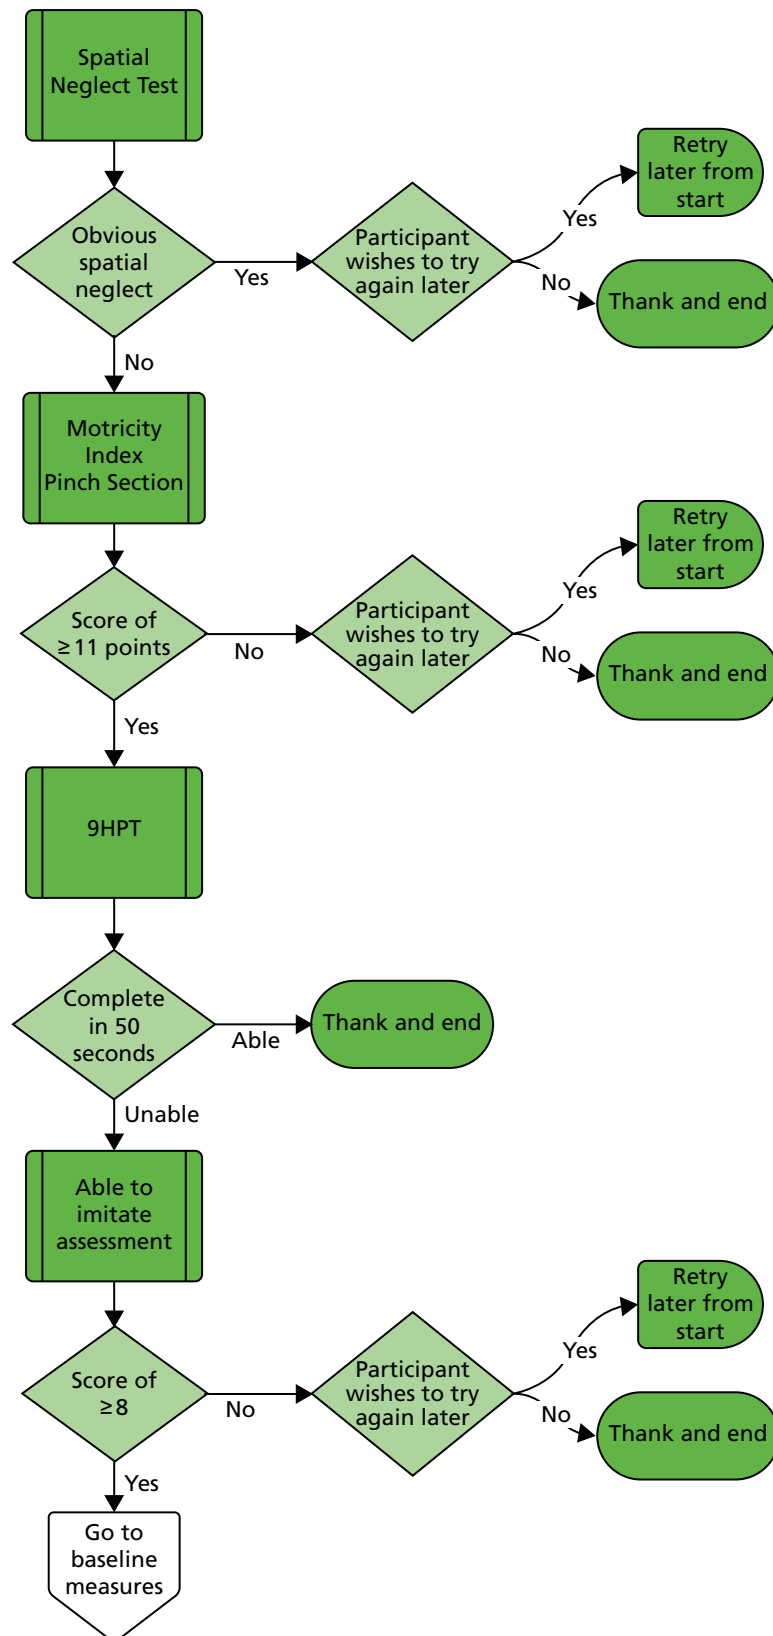 Spatial
Neglect Test
Obvious
spatial
neglect
Yes
Participant
wishes to try
again later
Yes
Retry
later from
start
No
Thank and end
No
Motricity
Index
Pinch Section
Score of
≥11 points
No
Participant
wishes to try
again later
Yes
Retry
later from
start
No
Thank and end
Yes
9HPT
Complete
in 50
seconds
Able
Thank and end
Unable
Able to
imitate
assessment
Score of
≥8
No
Participant
wishes to try
again later
Yes
Retry
later from
start
No
Thank and end
Yes
Go to
baseline
measures